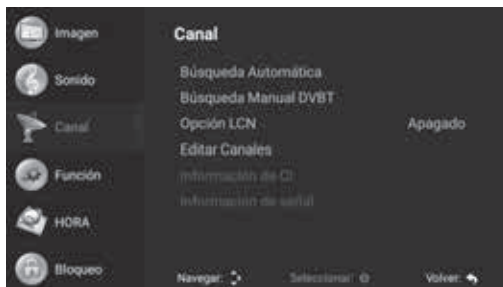 Imagen
Sonido
Canal
Función
HORA
Bloqueo
Canal
Búsqueda Automática
Búsqueda Manual DVBT
Opción LCN Apagado
Editar Canales
Información de CI
Información de señal
Navegar: Seleccionar: Volver: